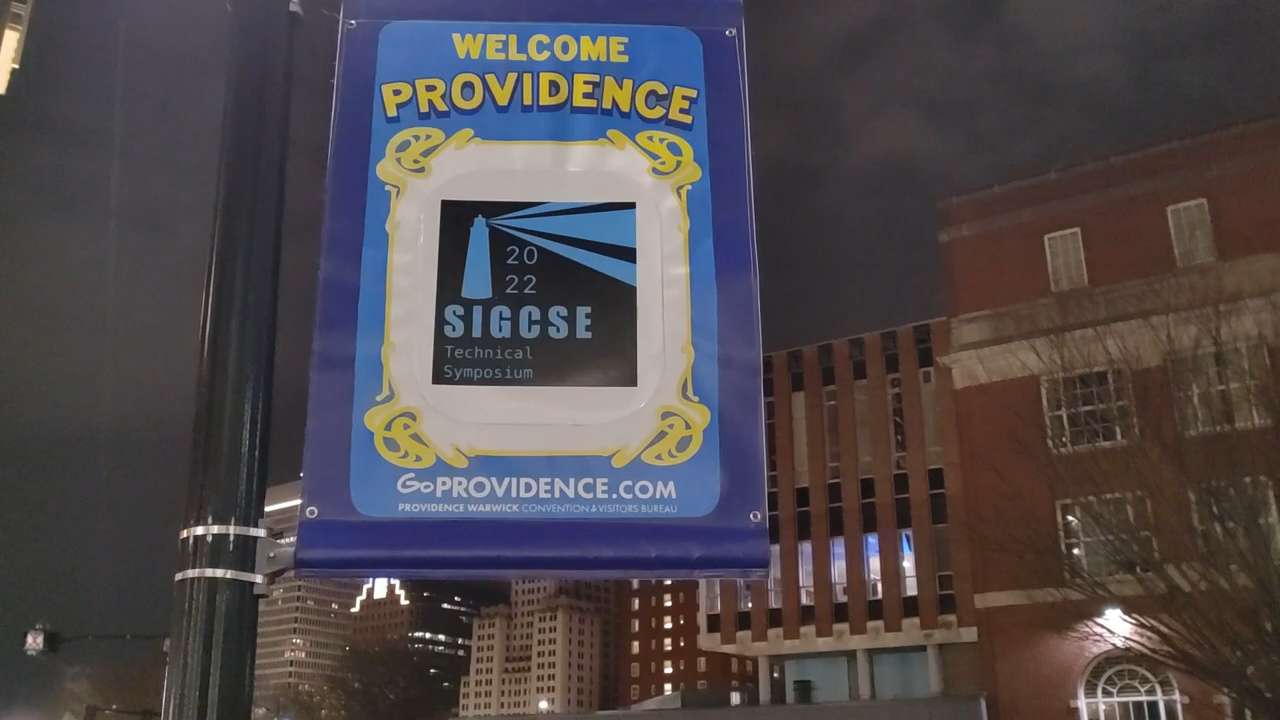 WELCOME
PROVIDENCE
20
22
SIGCSE
Technical
Symposium
GoPROVIDENCE.COM
PROVIDENCE WARWICK CONVENTION & VISITORS BUREAU